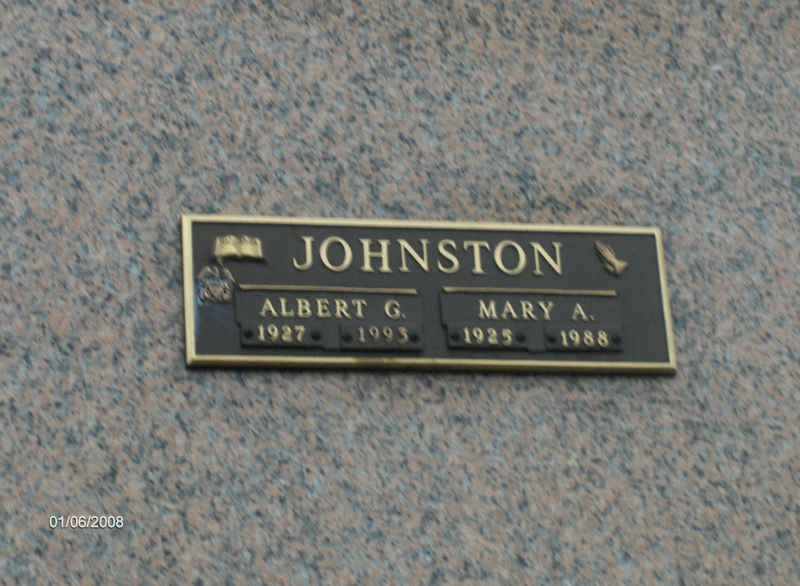 JOHNSTON
ALBERT G. MARY A.
1927 1993 1925 1988
01/06/2008